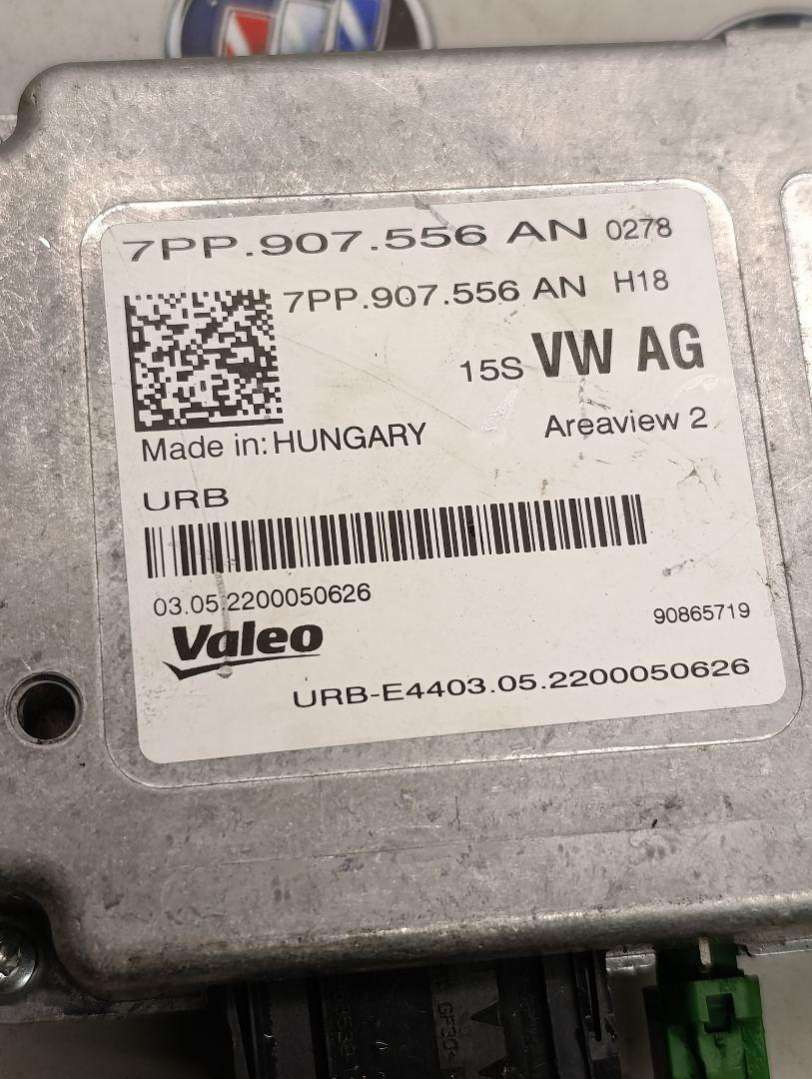 7PP.907.556 AN 0278
7PP.907.556 AN H18
15S VW AG
Made in: HUNGARY
Areaview 2
URB
03.05.2200050626
90865719
Valeo
URB-E4403.05.2200050626